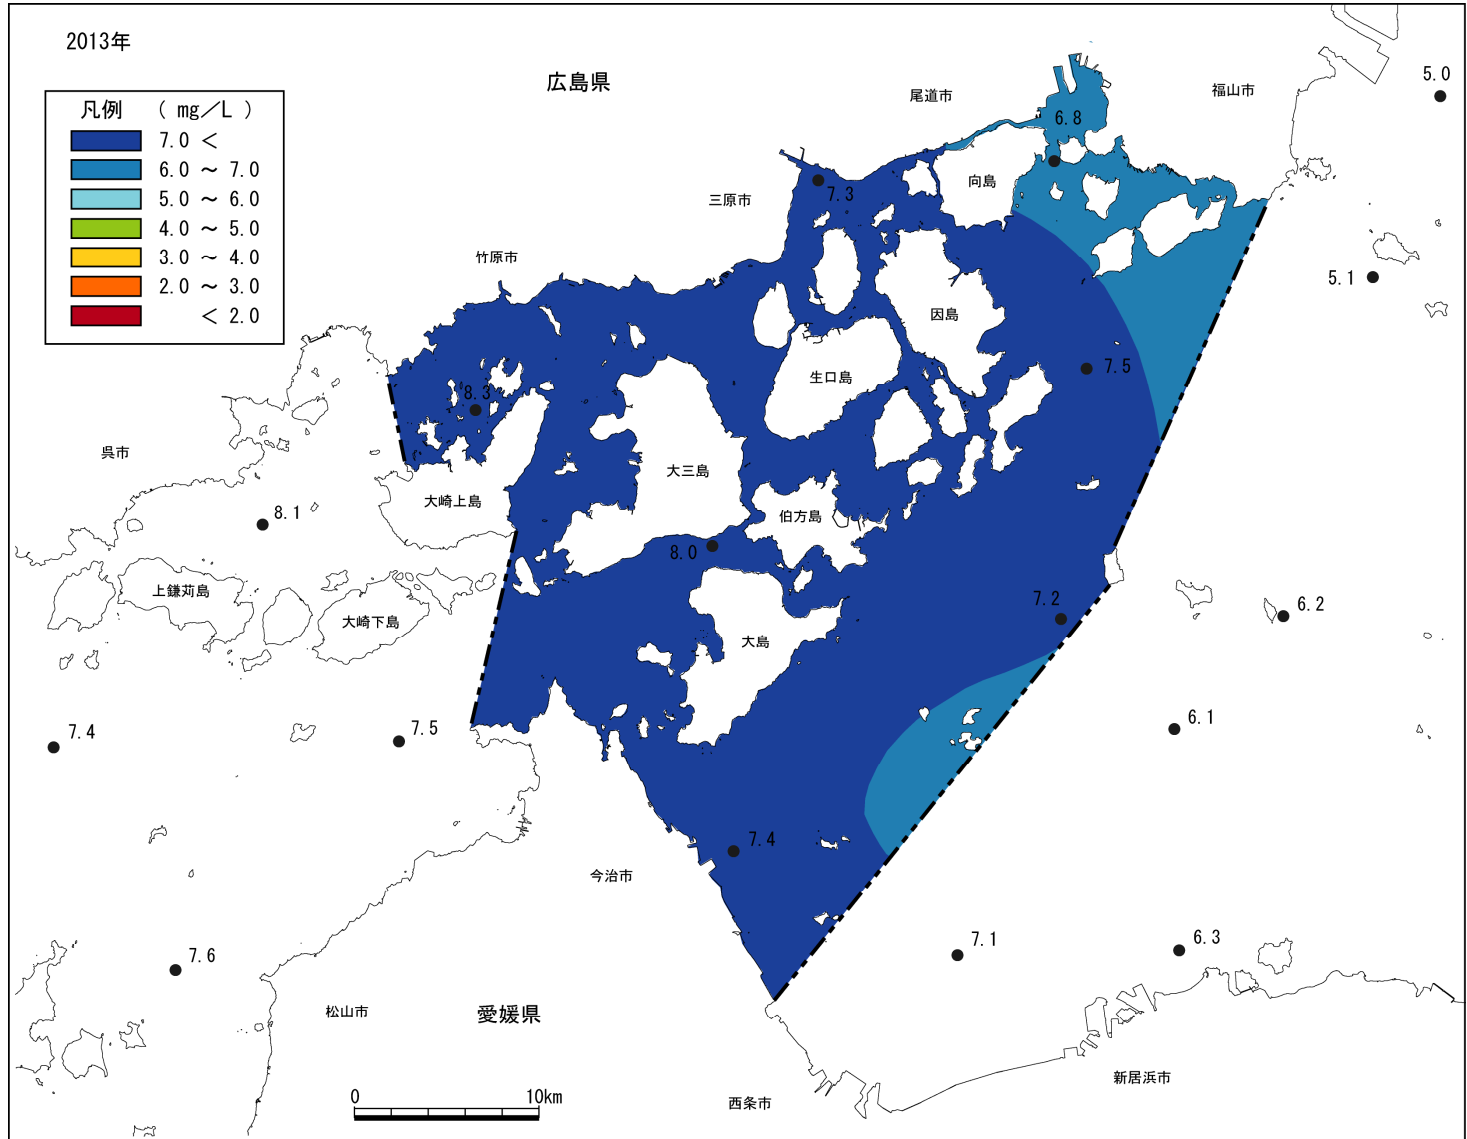 2013年
広島県
尾道市
福山市
5.0
凡例 ( mg／L )
7.0 ＜
6.0 ～ 7.0
5.0 ～ 6.0
4.0 ～ 5.0
3.0 ～ 4.0
2.0 ～ 3.0
＜ 2.0
6.8
向島
7.3
三原市
竹原市
5.1
因島
7.5
生口島
8.3
呉市
大三島
大崎上島
伯方島
8.1
8.0
上鎌苅島
大崎下島
7.2
6.2
大島
7.4
7.5
6.1
7.4
今治市
7.6
7.1
6.3
松山市
愛媛県
新居浜市
西条市
0 10km